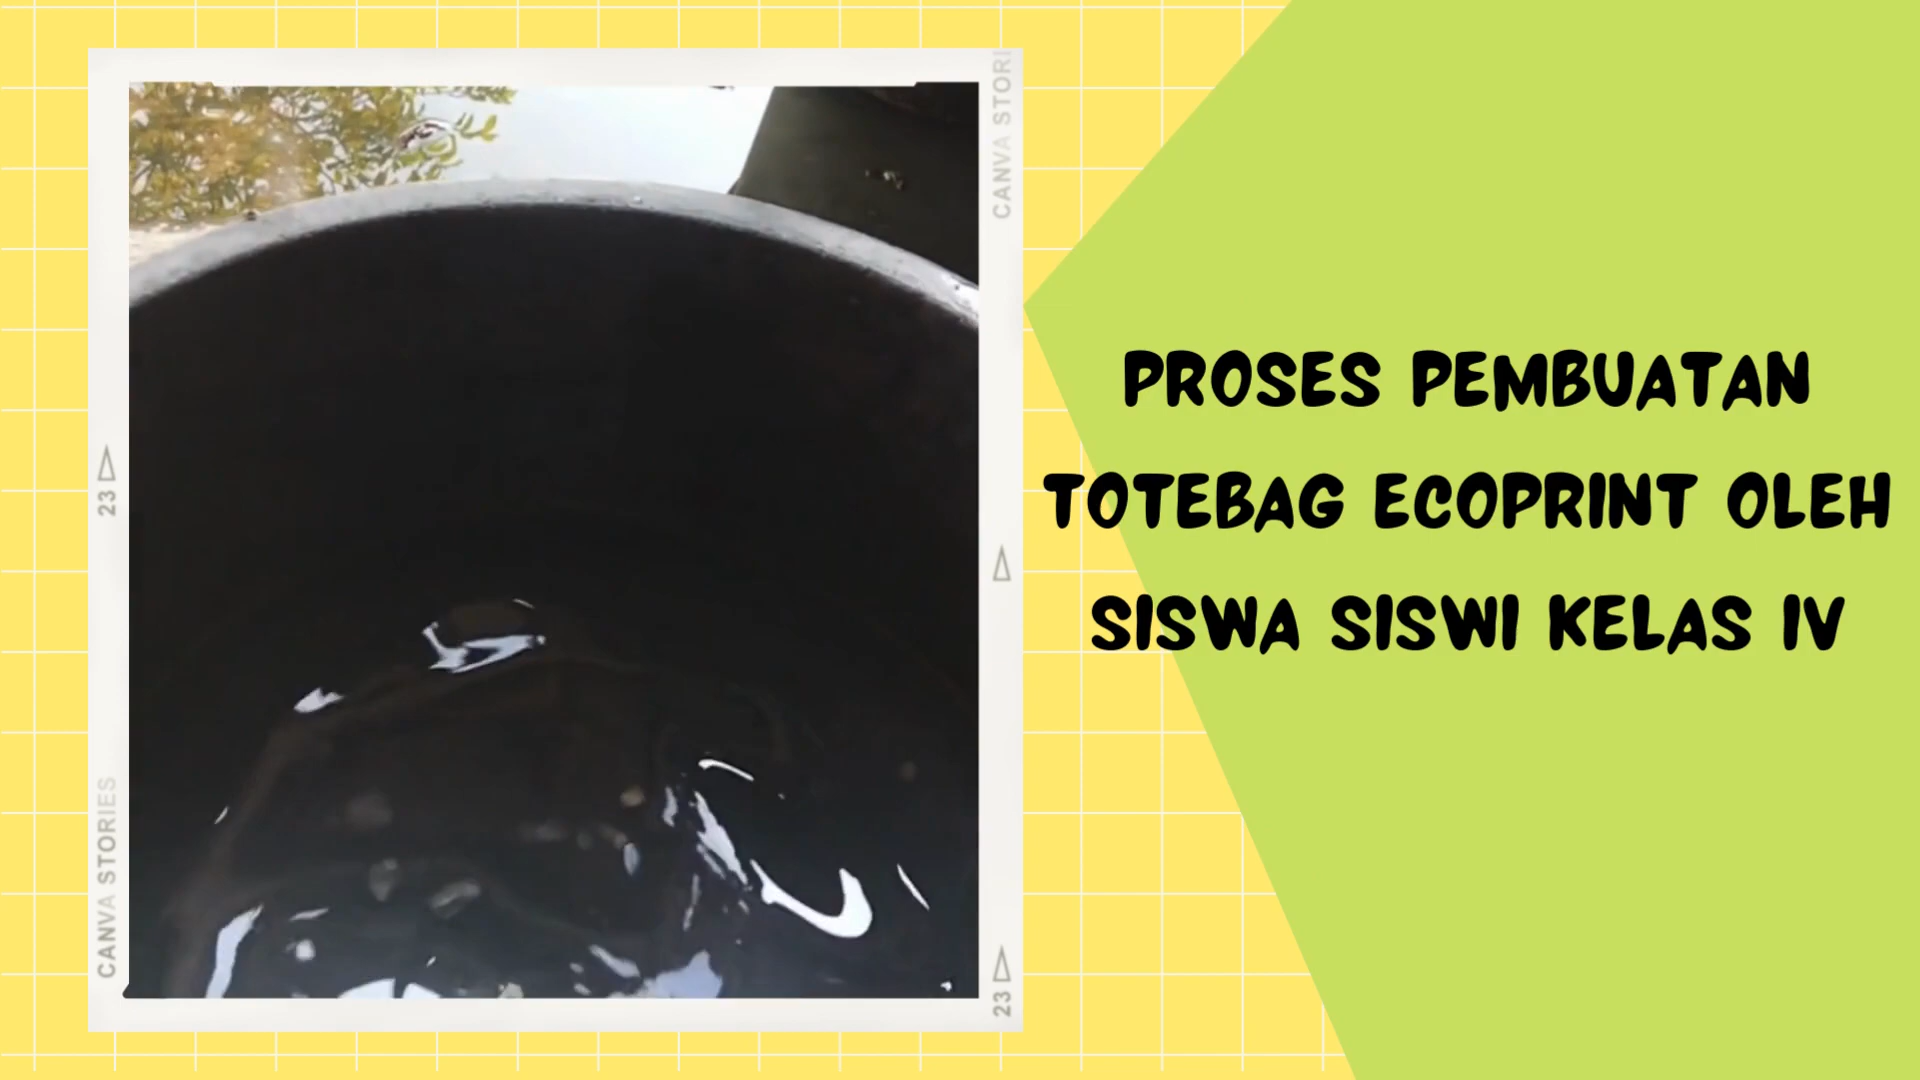 CANVA STORI
23
CANVA STORIES
23
PROSES PEMBUATAN
TOTEBAG ECOPRINT OLEH
SISWA SISWI KELAS IV